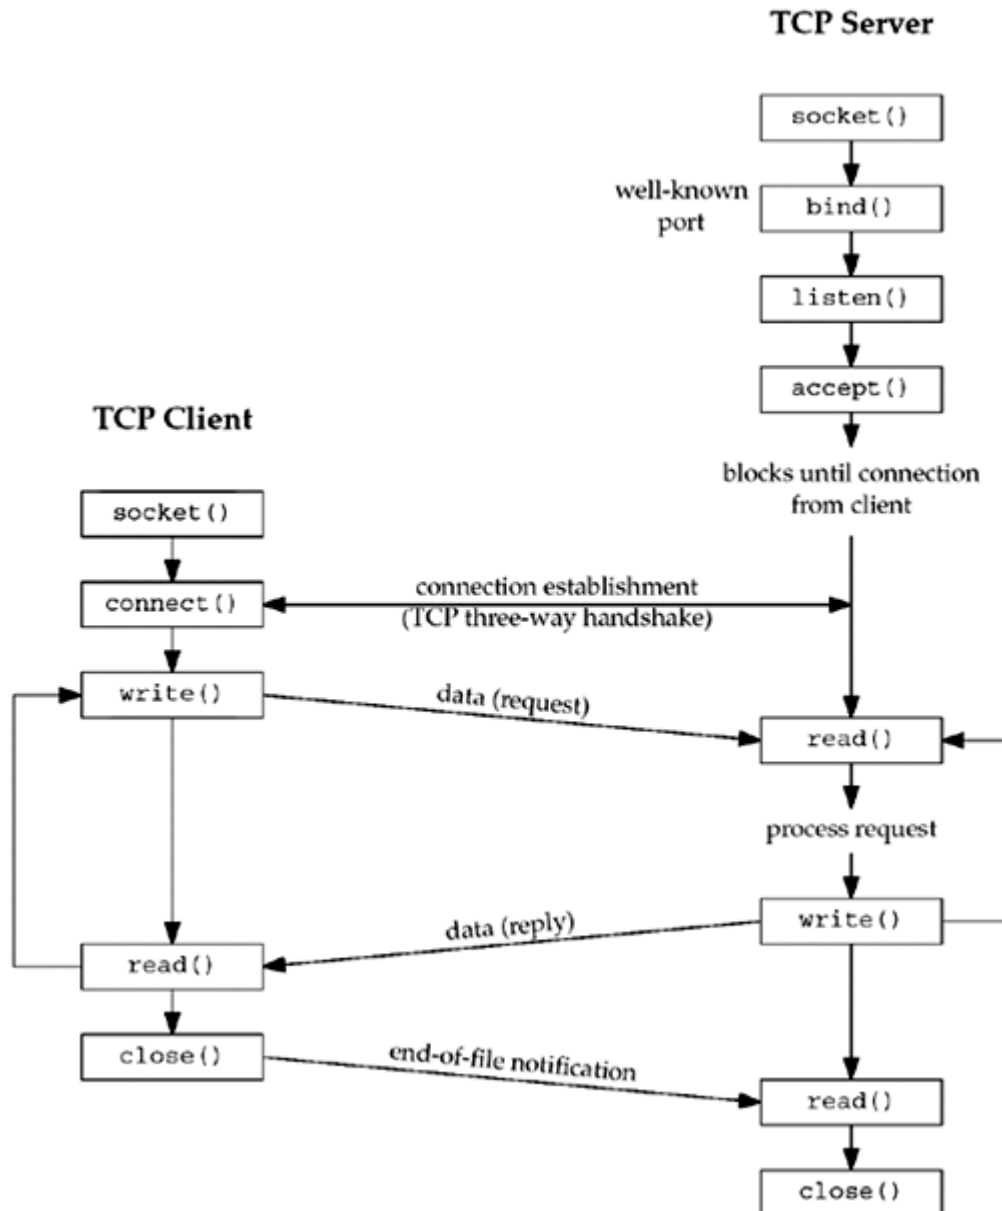 TCP Server
socket()
well-known
port
bind()
listen()
accept()
TCP Client
blocks until connection
from client
socket()
connection establishment
(TCP three-way handshake)
connect()
write()
data (request)
read()
process request
data (reply)
write()
read()
close()
end-of-file notification
read()
close()